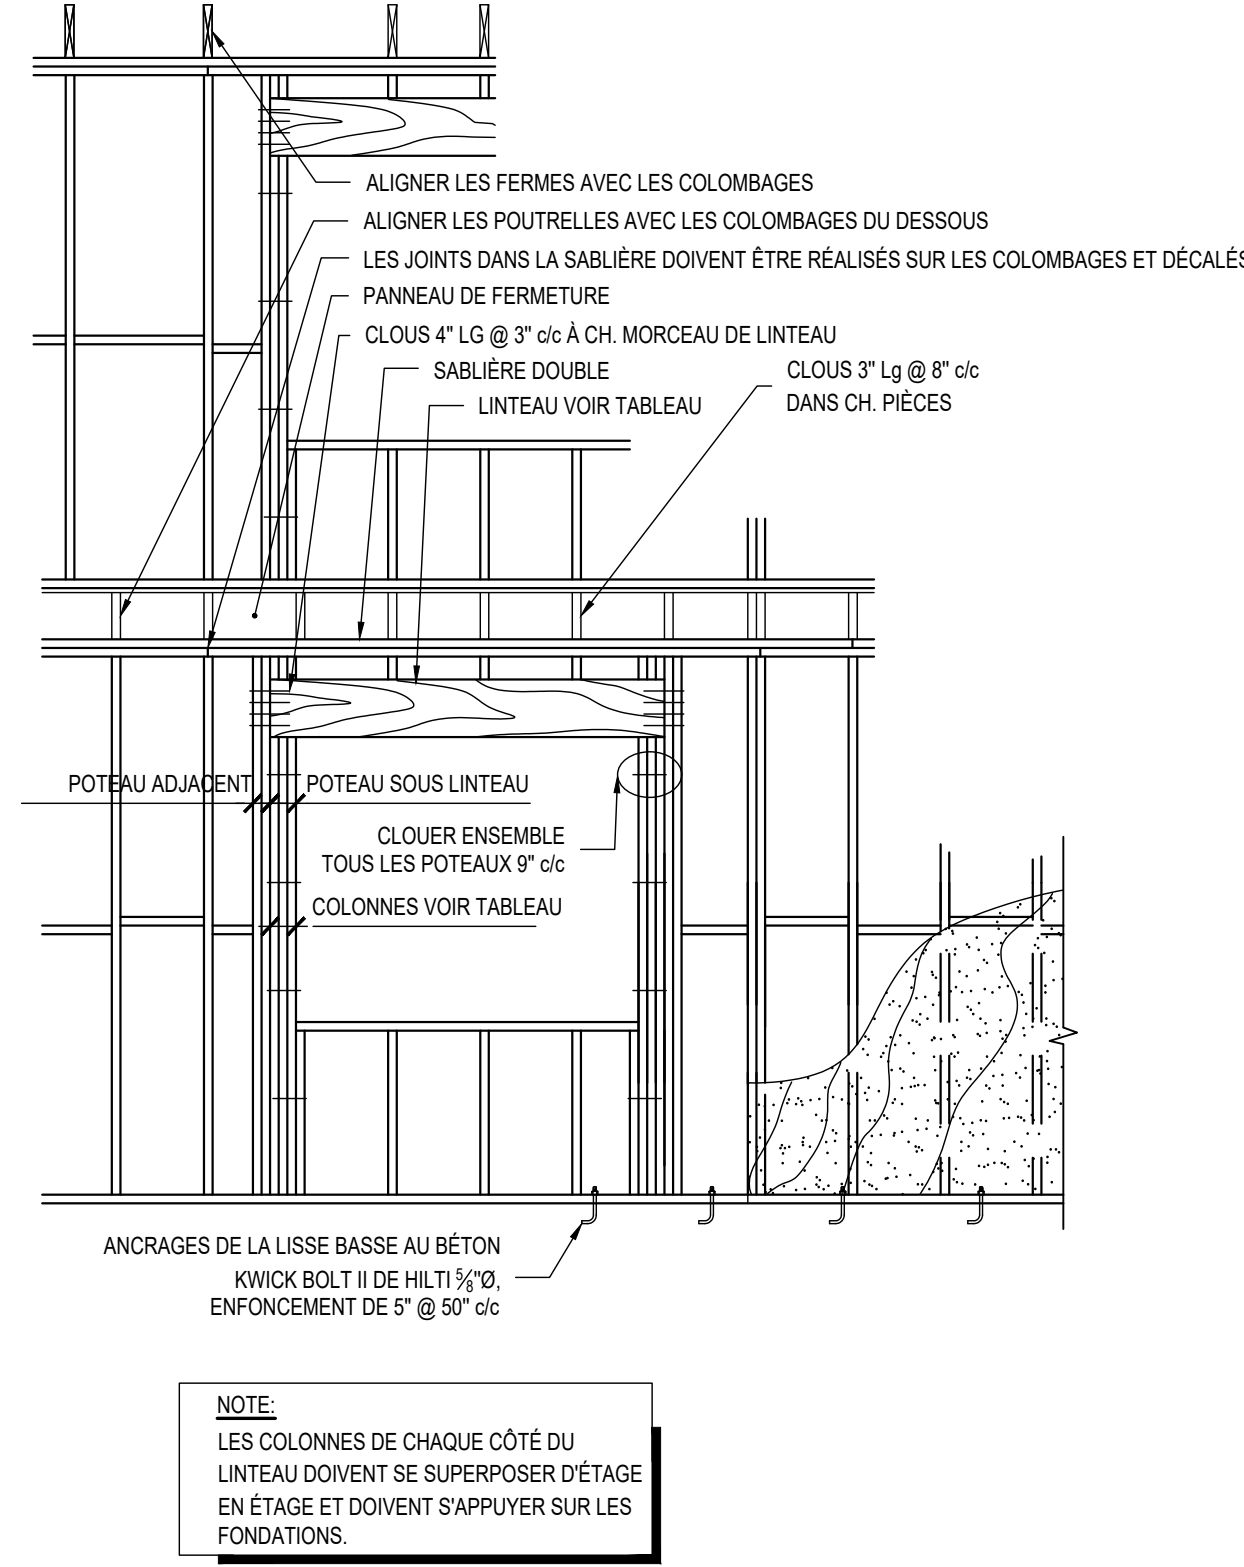 ALIGNER LES FERMES AVEC LES COLOMBAGES
ALIGNER LES POUTRELLES AVEC LES COLOMBAGES DU DESSOUS
LES JOINTS DANS LA SABLIÈRE DOIVENT ÊTRE RÉALISÉS SUR LES COLOMBAGES ET DÉCALÉS
PANNEAU DE FERMETURE
CLOUS 4" LG @ 3" c/c À CH. MORCEAU DE LINTEAU
SABLIÈRE DOUBLE
LINTEAU VOIR TABLEAU
CLOUS 3" Lg @ 8" c/c
DANS CH. PIÈCES
POTEAU ADJACENT
POTEAU SOUS LINTEAU
CLOUER ENSEMBLE
TOUS LES POTEAUX 9" c/c
COLONNES VOIR TABLEAU
ANCRAGES DE LA LISSE BASSE AU BÉTON
KWICK BOLT II DE HILTI 5/8"Ø,
ENFONCEMENT DE 5" @ 50" c/c
NOTE:
LES COLONNES DE CHAQUE CÔTÉ DU
LINTEAU DOIVENT SE SUPERPOSER D'ÉTAGE
EN ÉTAGE ET DOIVENT S'APPUYER SUR LES
FONDATIONS.